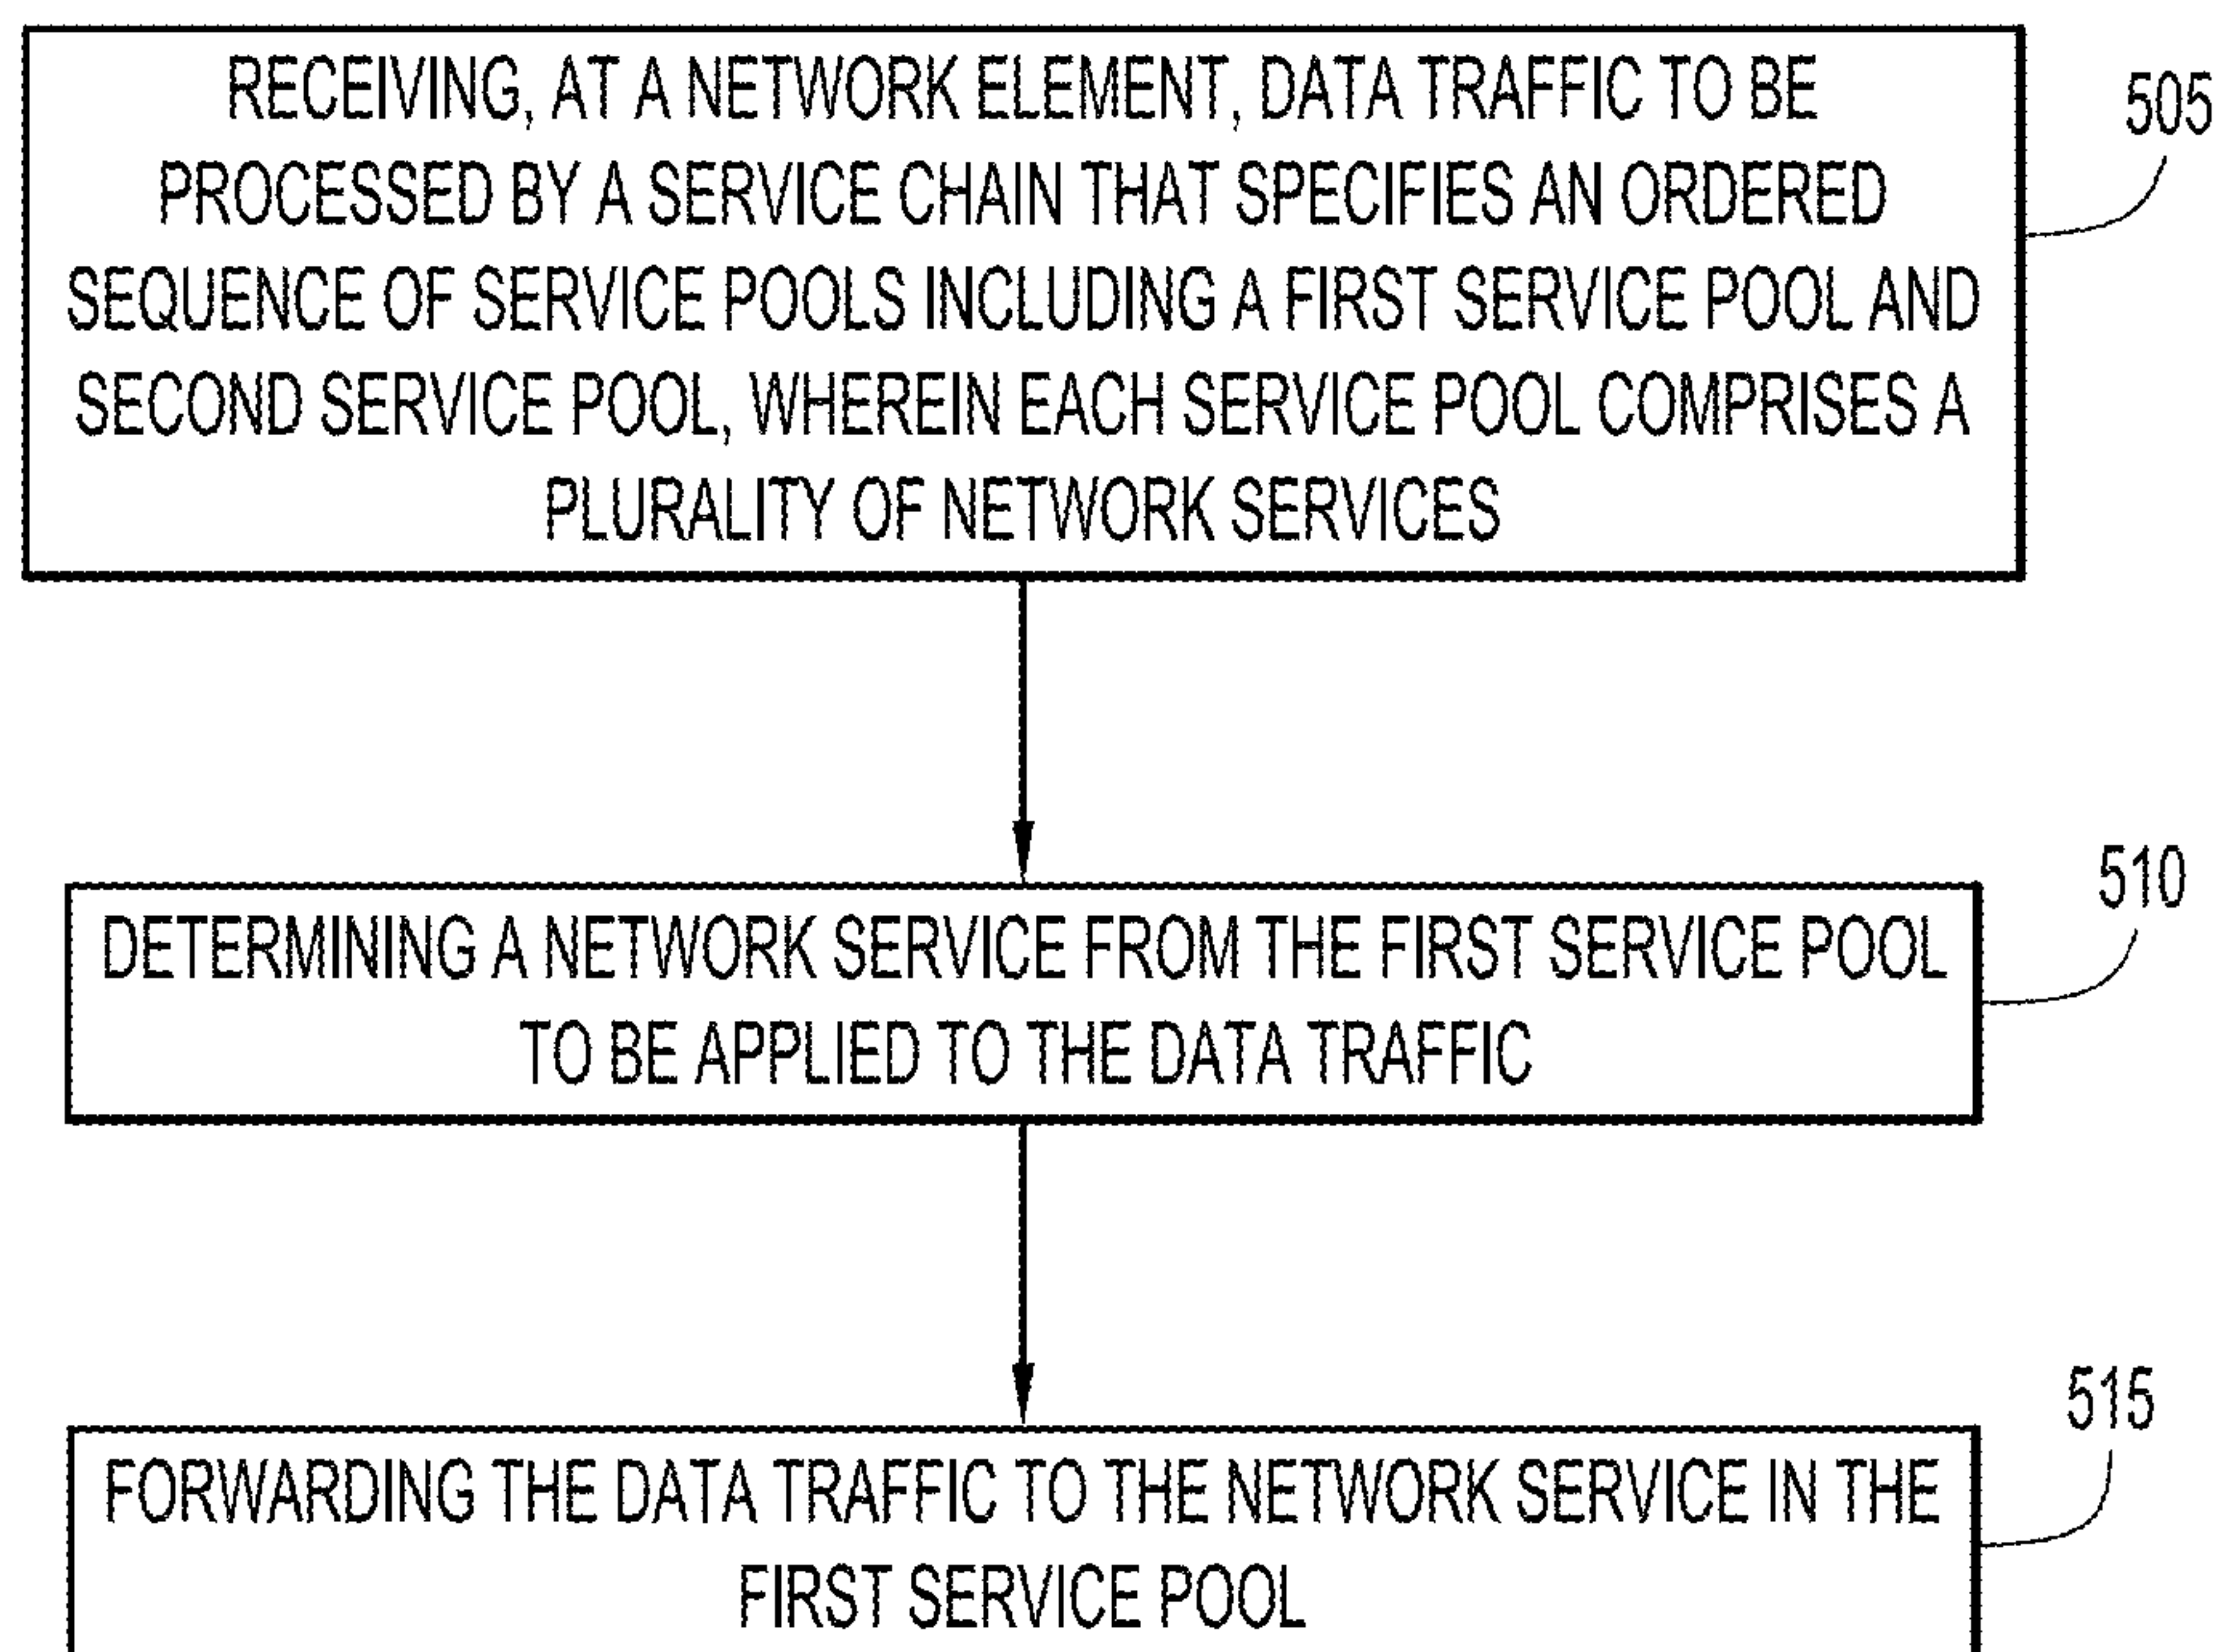 RECEIVING, AT A NETWORK ELEMENT, DATA TRAFFIC TO BE
PROCESSED BY A SERVICE CHAIN THAT SPECIFIES AN ORDERED
SEQUENCE OF SERVICE POOLS INCLUDING A FIRST SERVICE POOL AND
SECOND SERVICE POOL, WHEREIN EACH SERVICE POOL COMPRISES A
PLURALITY OF NETWORK SERVICES
505
DETERMINING A NETWORK SERVICE FROM THE FIRST SERVICE POOL
TO BE APPLIED TO THE DATA TRAFFIC
510
FORWARDING THE DATA TRAFFIC TO THE NETWORK SERVICE IN THE
FIRST SERVICE POOL
515